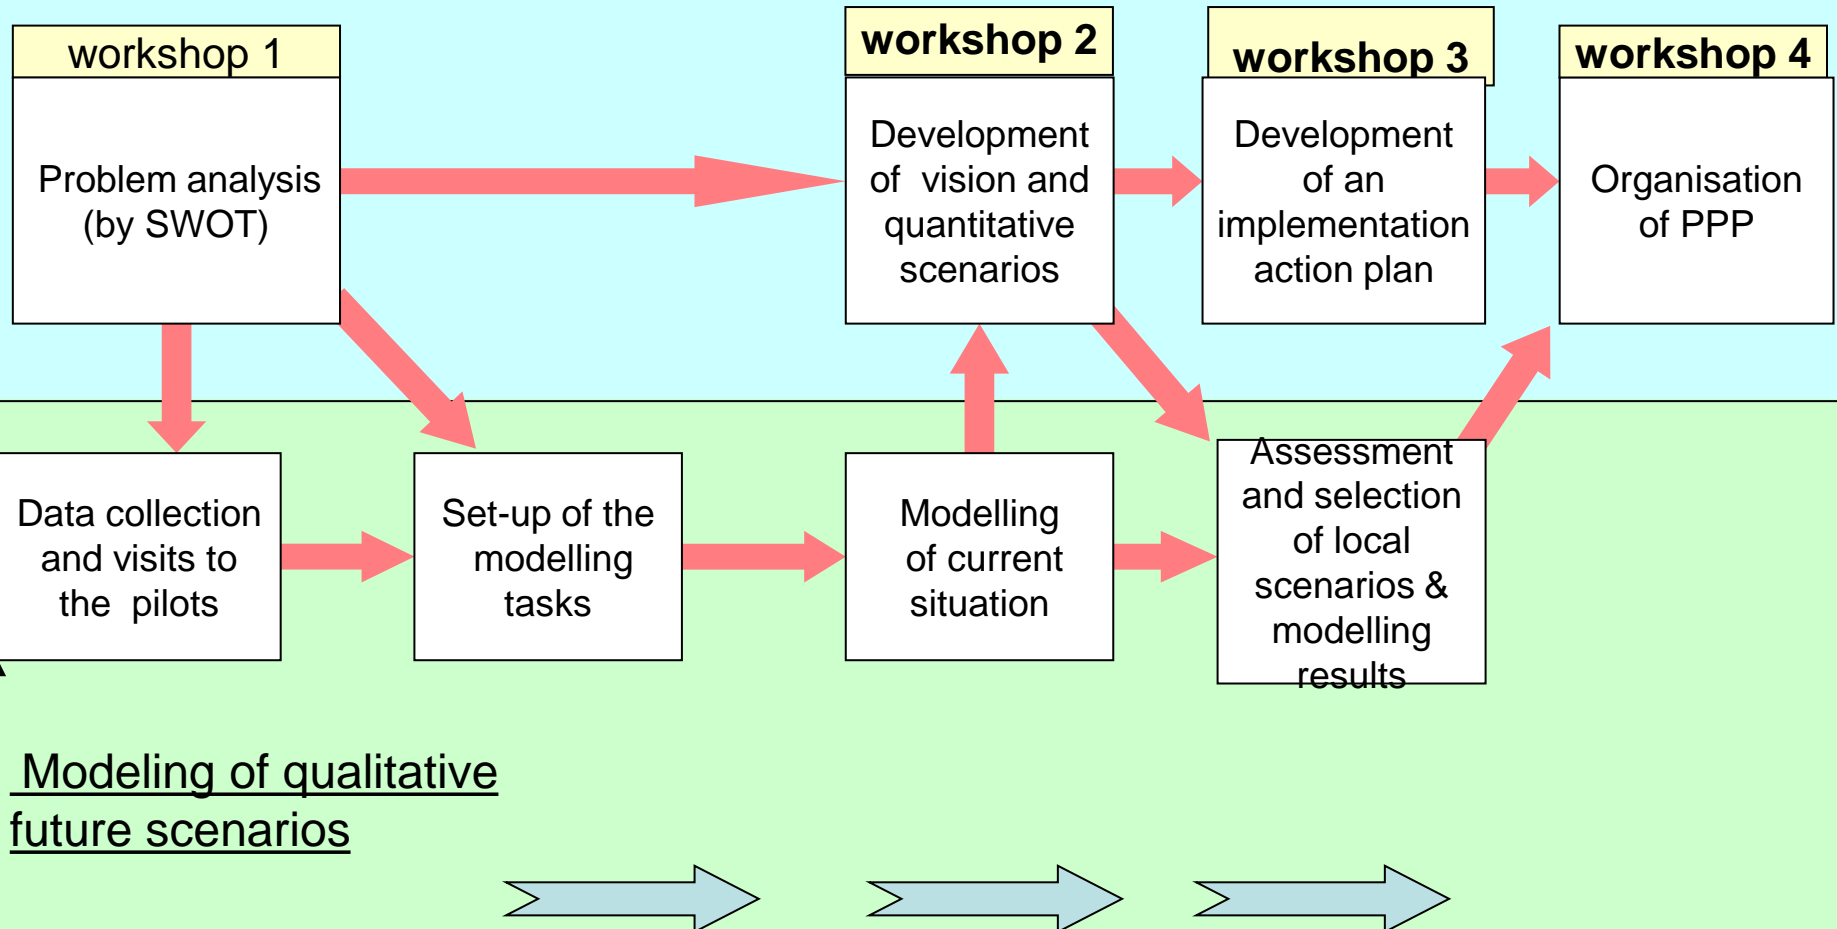 workshop 1
Problem analysis
(by SWOT)
workshop 2
Development
of vision and
quantitative
scenarios
workshop 3
Development
of an
implementation
action plan
workshop 4
Organisation
of PPP
Data collection
and visits to
the pilots
Set-up of the
modelling
tasks
Modelling
of current
situation
Assessment
and selection
of local
scenarios &
modelling
results
Modeling of qualitative
future scenarios